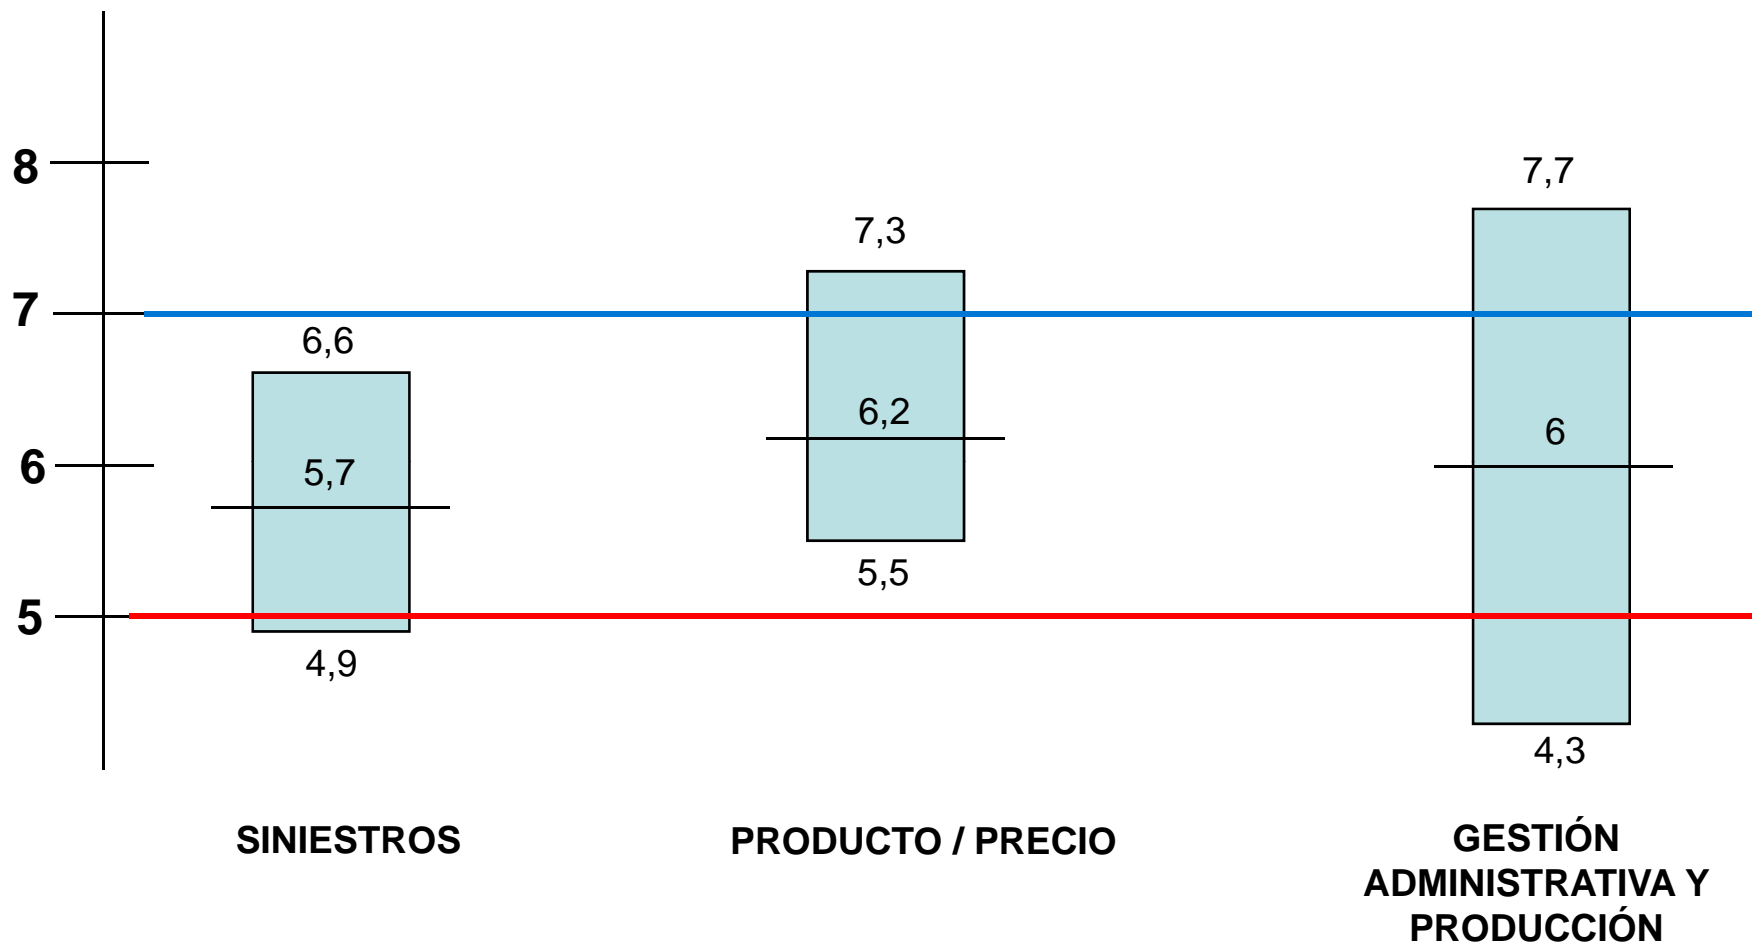 8
7
6
5
6,6
5,7
4,9
7,3
6,2
5,5
7,7
6
4,3
SINIESTROS
PRODUCTO / PRECIO
GESTIÓN
ADMINISTRATIVA Y
PRODUCCIÓN